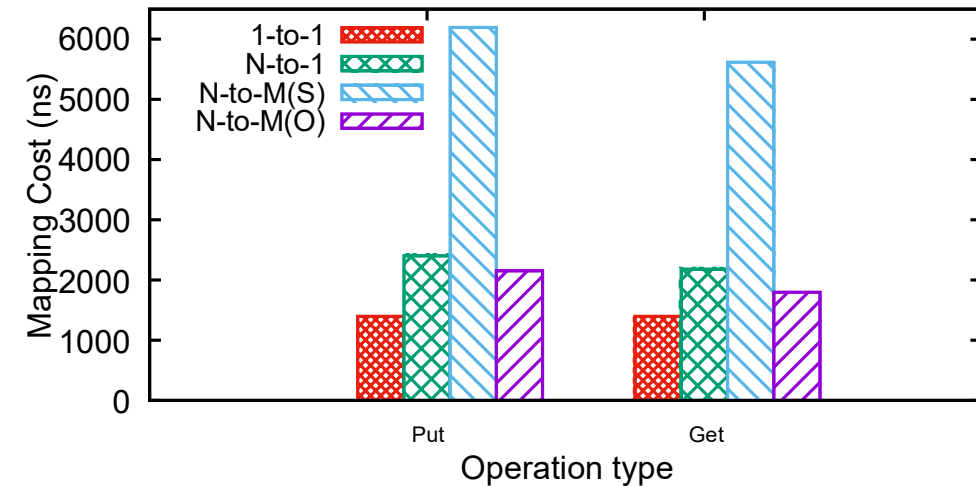 Mapping Cost (ns)
6000
5000
4000
3000
2000
1000
0
1-to-1
N-to-1
N-to-M(S)
N-to-M(O)
Put
Get
Operation type